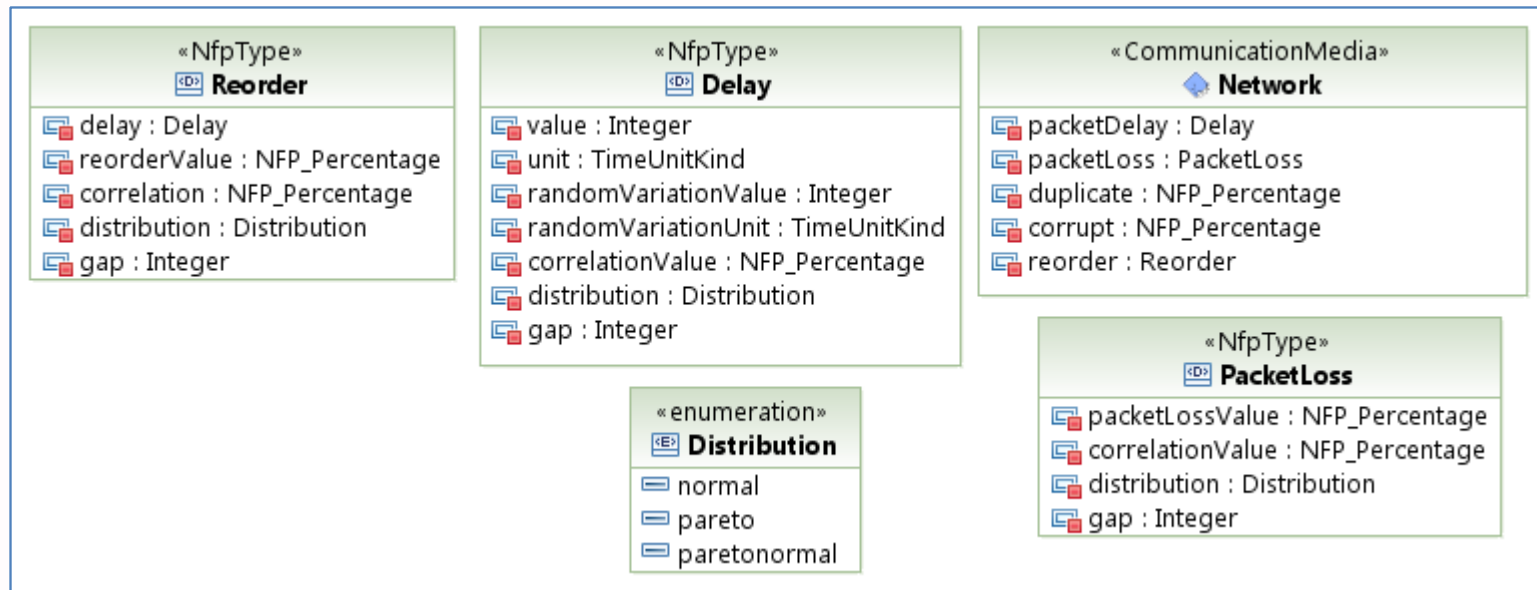 «NfpType»
Reorder
delay : Delay
reorderValue : NFP_Percentage
correlation : NFP_Percentage
distribution : Distribution
gap : Integer
«NfpType»
Delay
value : Integer
unit : TimeUnitKind
randomVariationValue : Integer
randomVariationUnit : TimeUnitKind
correlationValue : NFP_Percentage
distribution : Distribution
gap : Integer
«CommunicationMedia»
Network
packetDelay : Delay
packetLoss : PacketLoss
duplicate : NFP_Percentage
corrupt : NFP_Percentage
reorder : Reorder
«enumeration»
Distribution
normal
pareto
paretonormal
«NfpType»
PacketLoss
packetLossValue : NFP_Percentage
correlationValue : NFP_Percentage
distribution : Distribution
gap : Integer